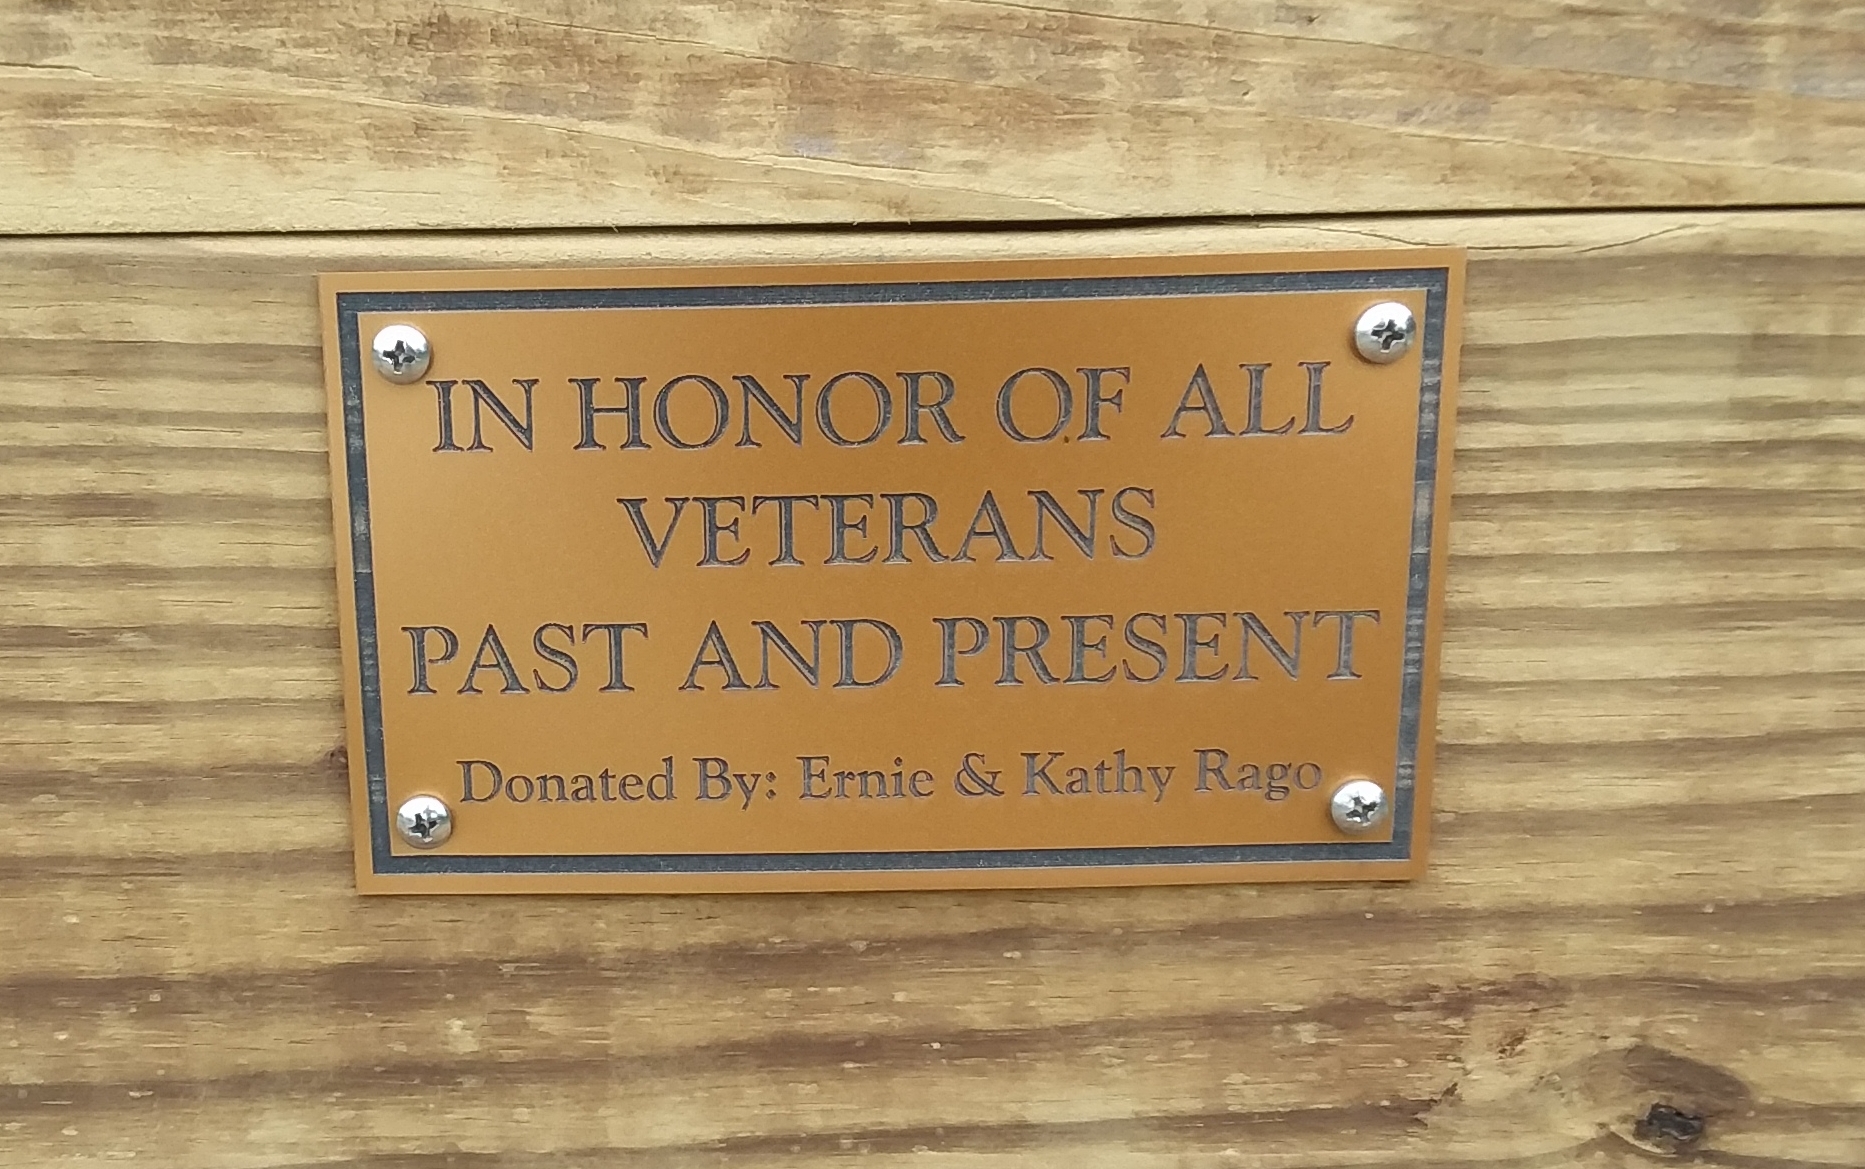 IN HONOR OF ALL
VETERANS
PAST AND PRESENT
Donated By: Ernie & Kathy Rago